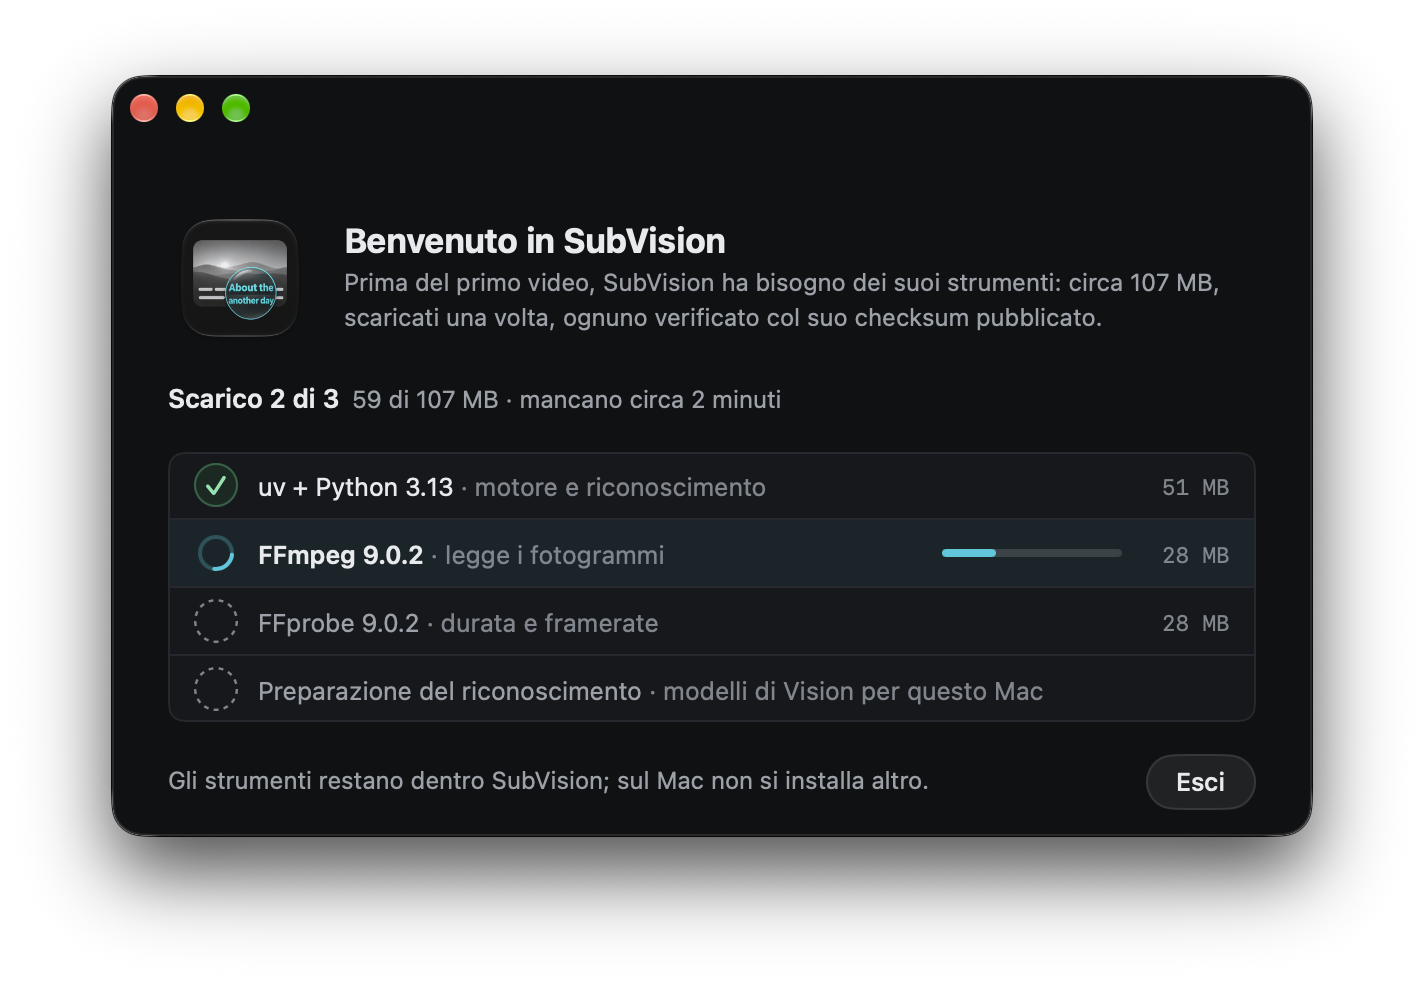 About the
another day
Benvenuto in SubVision
Prima del primo video, SubVision ha bisogno dei suoi strumenti: circa 107 MB,
scaricati una volta, ognuno verificato col suo checksum pubblicato.
Scarico 2 di 3 59 di 107 MB · mancano circa 2 minuti
uv + Python 3.13 · motore e riconoscimento 51 MB
FFmpeg 9.0.2 · legge i fotogrammi 28 MB
FFprobe 9.0.2 · durata e framerate 28 MB
Preparazione del riconoscimento · modelli di Vision per questo Mac
Gli strumenti restano dentro SubVision; sul Mac non si installa altro.
Esci